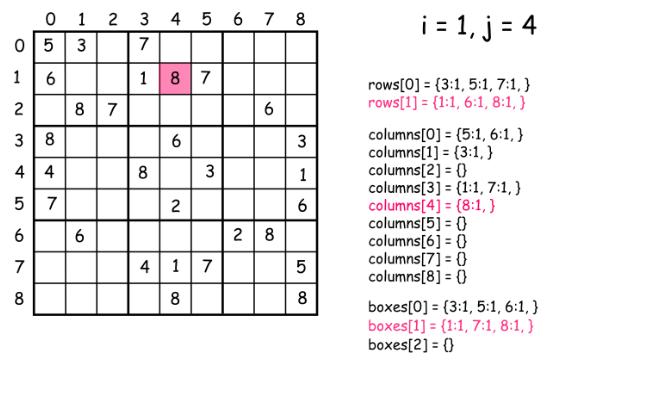 i = 1, j = 4
0 1 2 3 4 5 6 7 8
0 5 3 7
1 6 1 8 7
2 8 7 6
3 8 6 3
4 4 8 3 1
5 7 2 6
6 6 2 8
7 4 1 7 5
8 8 8
rows[0] = {3:1, 5:1, 7:1, }
rows[1] = {1:1, 6:1, 8:1, }
columns[0] = {5:1, 6:1, }
columns[1] = {3:1, }
columns[2] = {}
columns[3] = {1:1, 7:1, }
columns[4] = {8:1, }
columns[5] = {}
columns[6] = {}
columns[7] = {}
columns[8] = {}
boxes[0] = {3:1, 5:1, 6:1, }
boxes[1] = {1:1, 7:1, 8:1, }
boxes[2] = {}